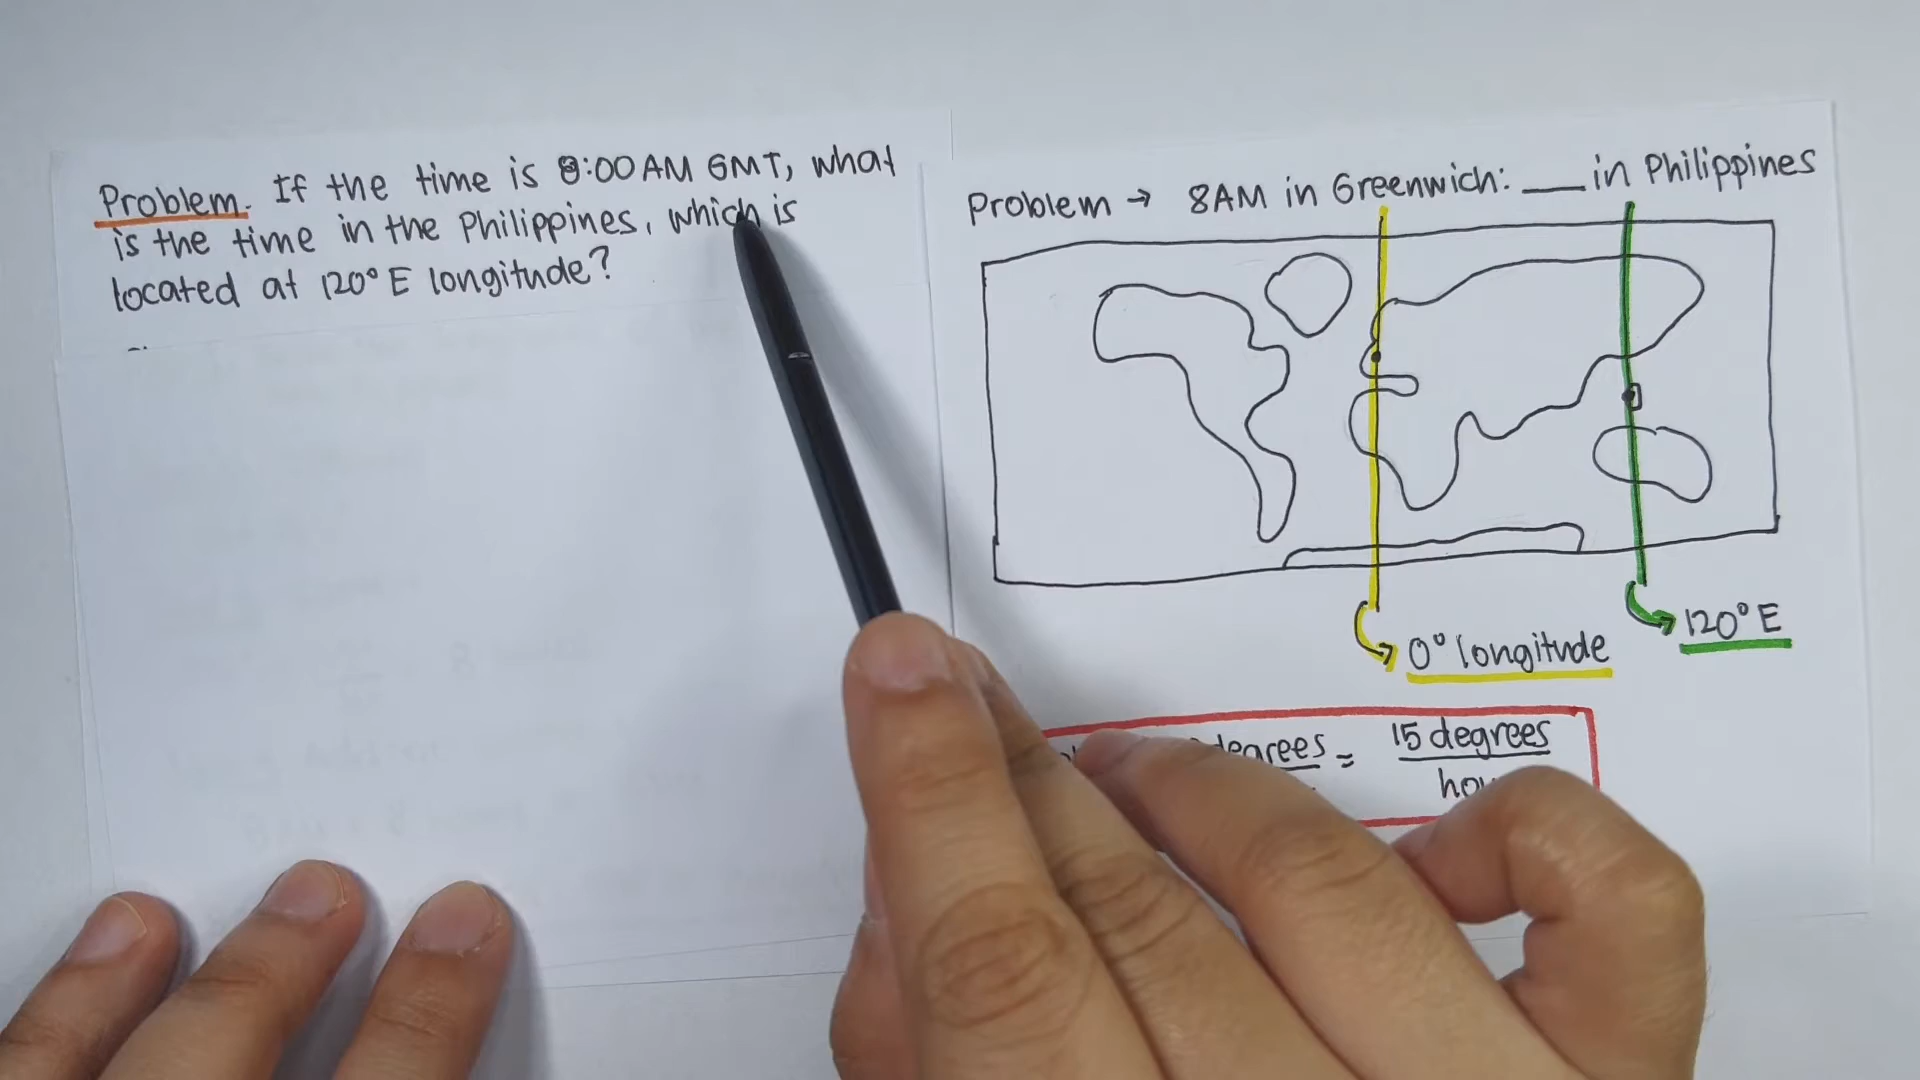 Problem. If the time is 8:00 AM GMT, what
is the time in the Philippines, which is
located at 120° E longitude?
Problem → 8AM in Greenwich: ___ in Philippines
120° E
0° longitude
degrees = 15 degrees